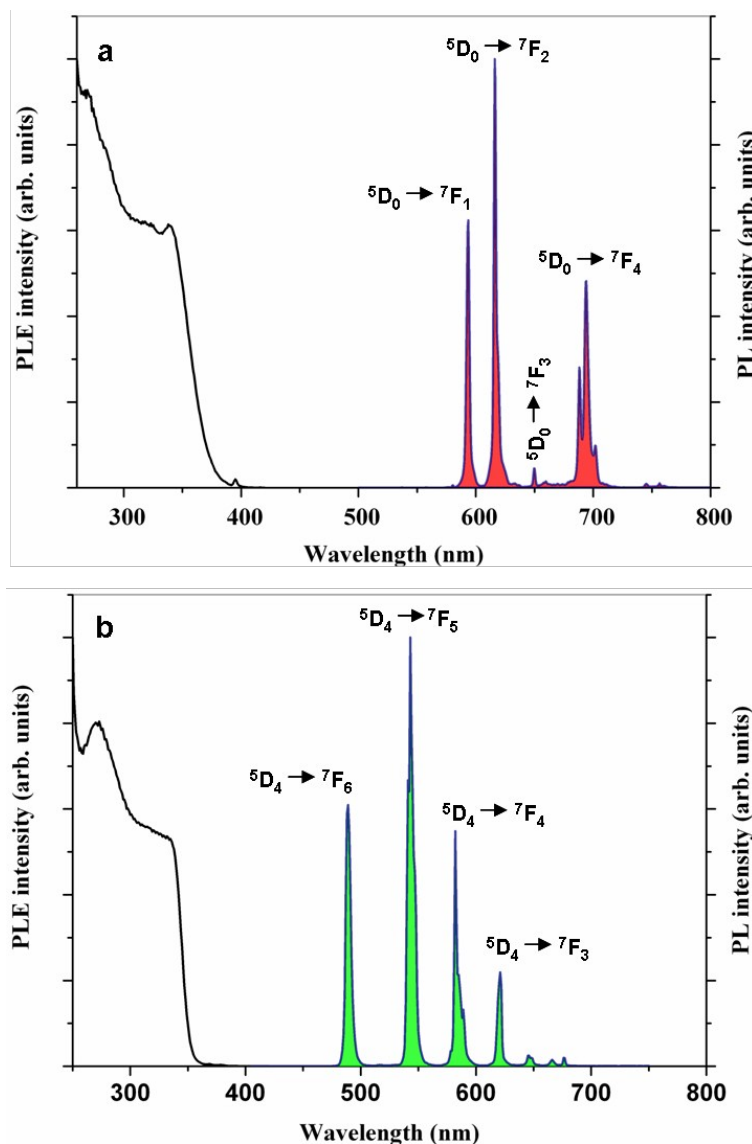 a
⁵D₀ → ⁷F₂
⁵D₀ → ⁷F₁
⁵D₀ → ⁷F₄
⁵D₀ → ⁷F₃
PLE intensity (arb. units)
PL intensity (arb. units)
300 400 500 600 700 800
Wavelength (nm)
b
⁵D₄ → ⁷F₅
⁵D₄ → ⁷F₆
⁵D₄ → ⁷F₄
⁵D₄ → ⁷F₃
PLE intensity (arb. units)
PL intensity (arb. units)
300 400 500 600 700 800
Wavelength (nm)